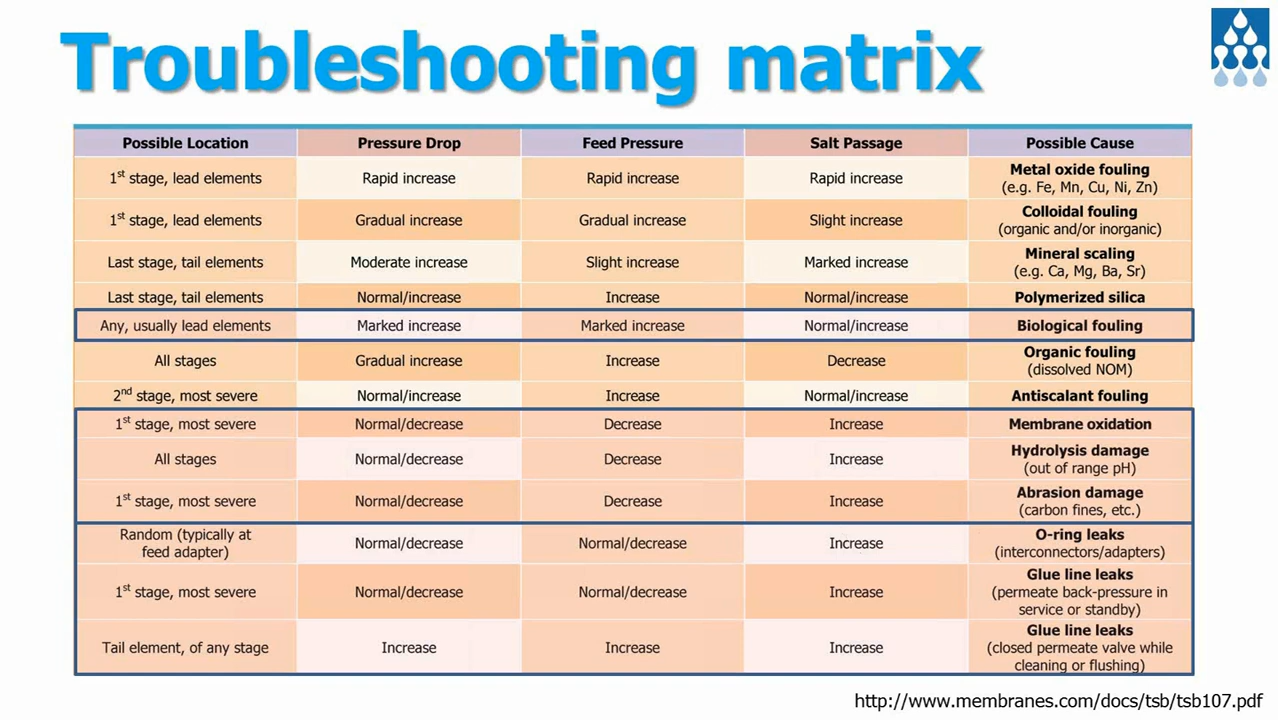 Troubleshooting matrix
Possible Location Pressure Drop Feed Pressure Salt Passage Possible Cause
1st stage, lead elements Rapid increase Rapid increase Rapid increase Metal oxide fouling
(e.g. Fe, Mn, Cu, Ni, Zn)
1st stage, lead elements Gradual increase Gradual increase Slight increase Colloidal fouling
(organic and/or inorganic)
Last stage, tail elements Moderate increase Slight increase Marked increase Mineral scaling
(e.g. Ca, Mg, Ba, Sr)
Last stage, tail elements Normal/increase Increase Normal/increase Polymerized silica
Any, usually lead elements Marked increase Marked increase Normal/increase Biological fouling
All stages Gradual increase Increase Decrease Organic fouling
(dissolved NOM)
2nd stage, most severe Normal/increase Increase Normal/increase Antiscalant fouling
1st stage, most severe Normal/decrease Decrease Increase Membrane oxidation
All stages Normal/decrease Decrease Increase Hydrolysis damage
(out of range pH)
1st stage, most severe Normal/decrease Decrease Increase Abrasion damage
(carbon fines, etc.)
Random (typically at
feed adapter) Normal/decrease Normal/decrease Increase O-ring leaks
(interconnectors/adapters)
1st stage, most severe Normal/decrease Normal/decrease Increase Glue line leaks
(permeate back-pressure in
service or standby)
Tail element, of any stage Increase Increase Increase Glue line leaks
(closed permeate valve while
cleaning or flushing)
http://www.membranes.com/docs/tsb/tsb107.pdf